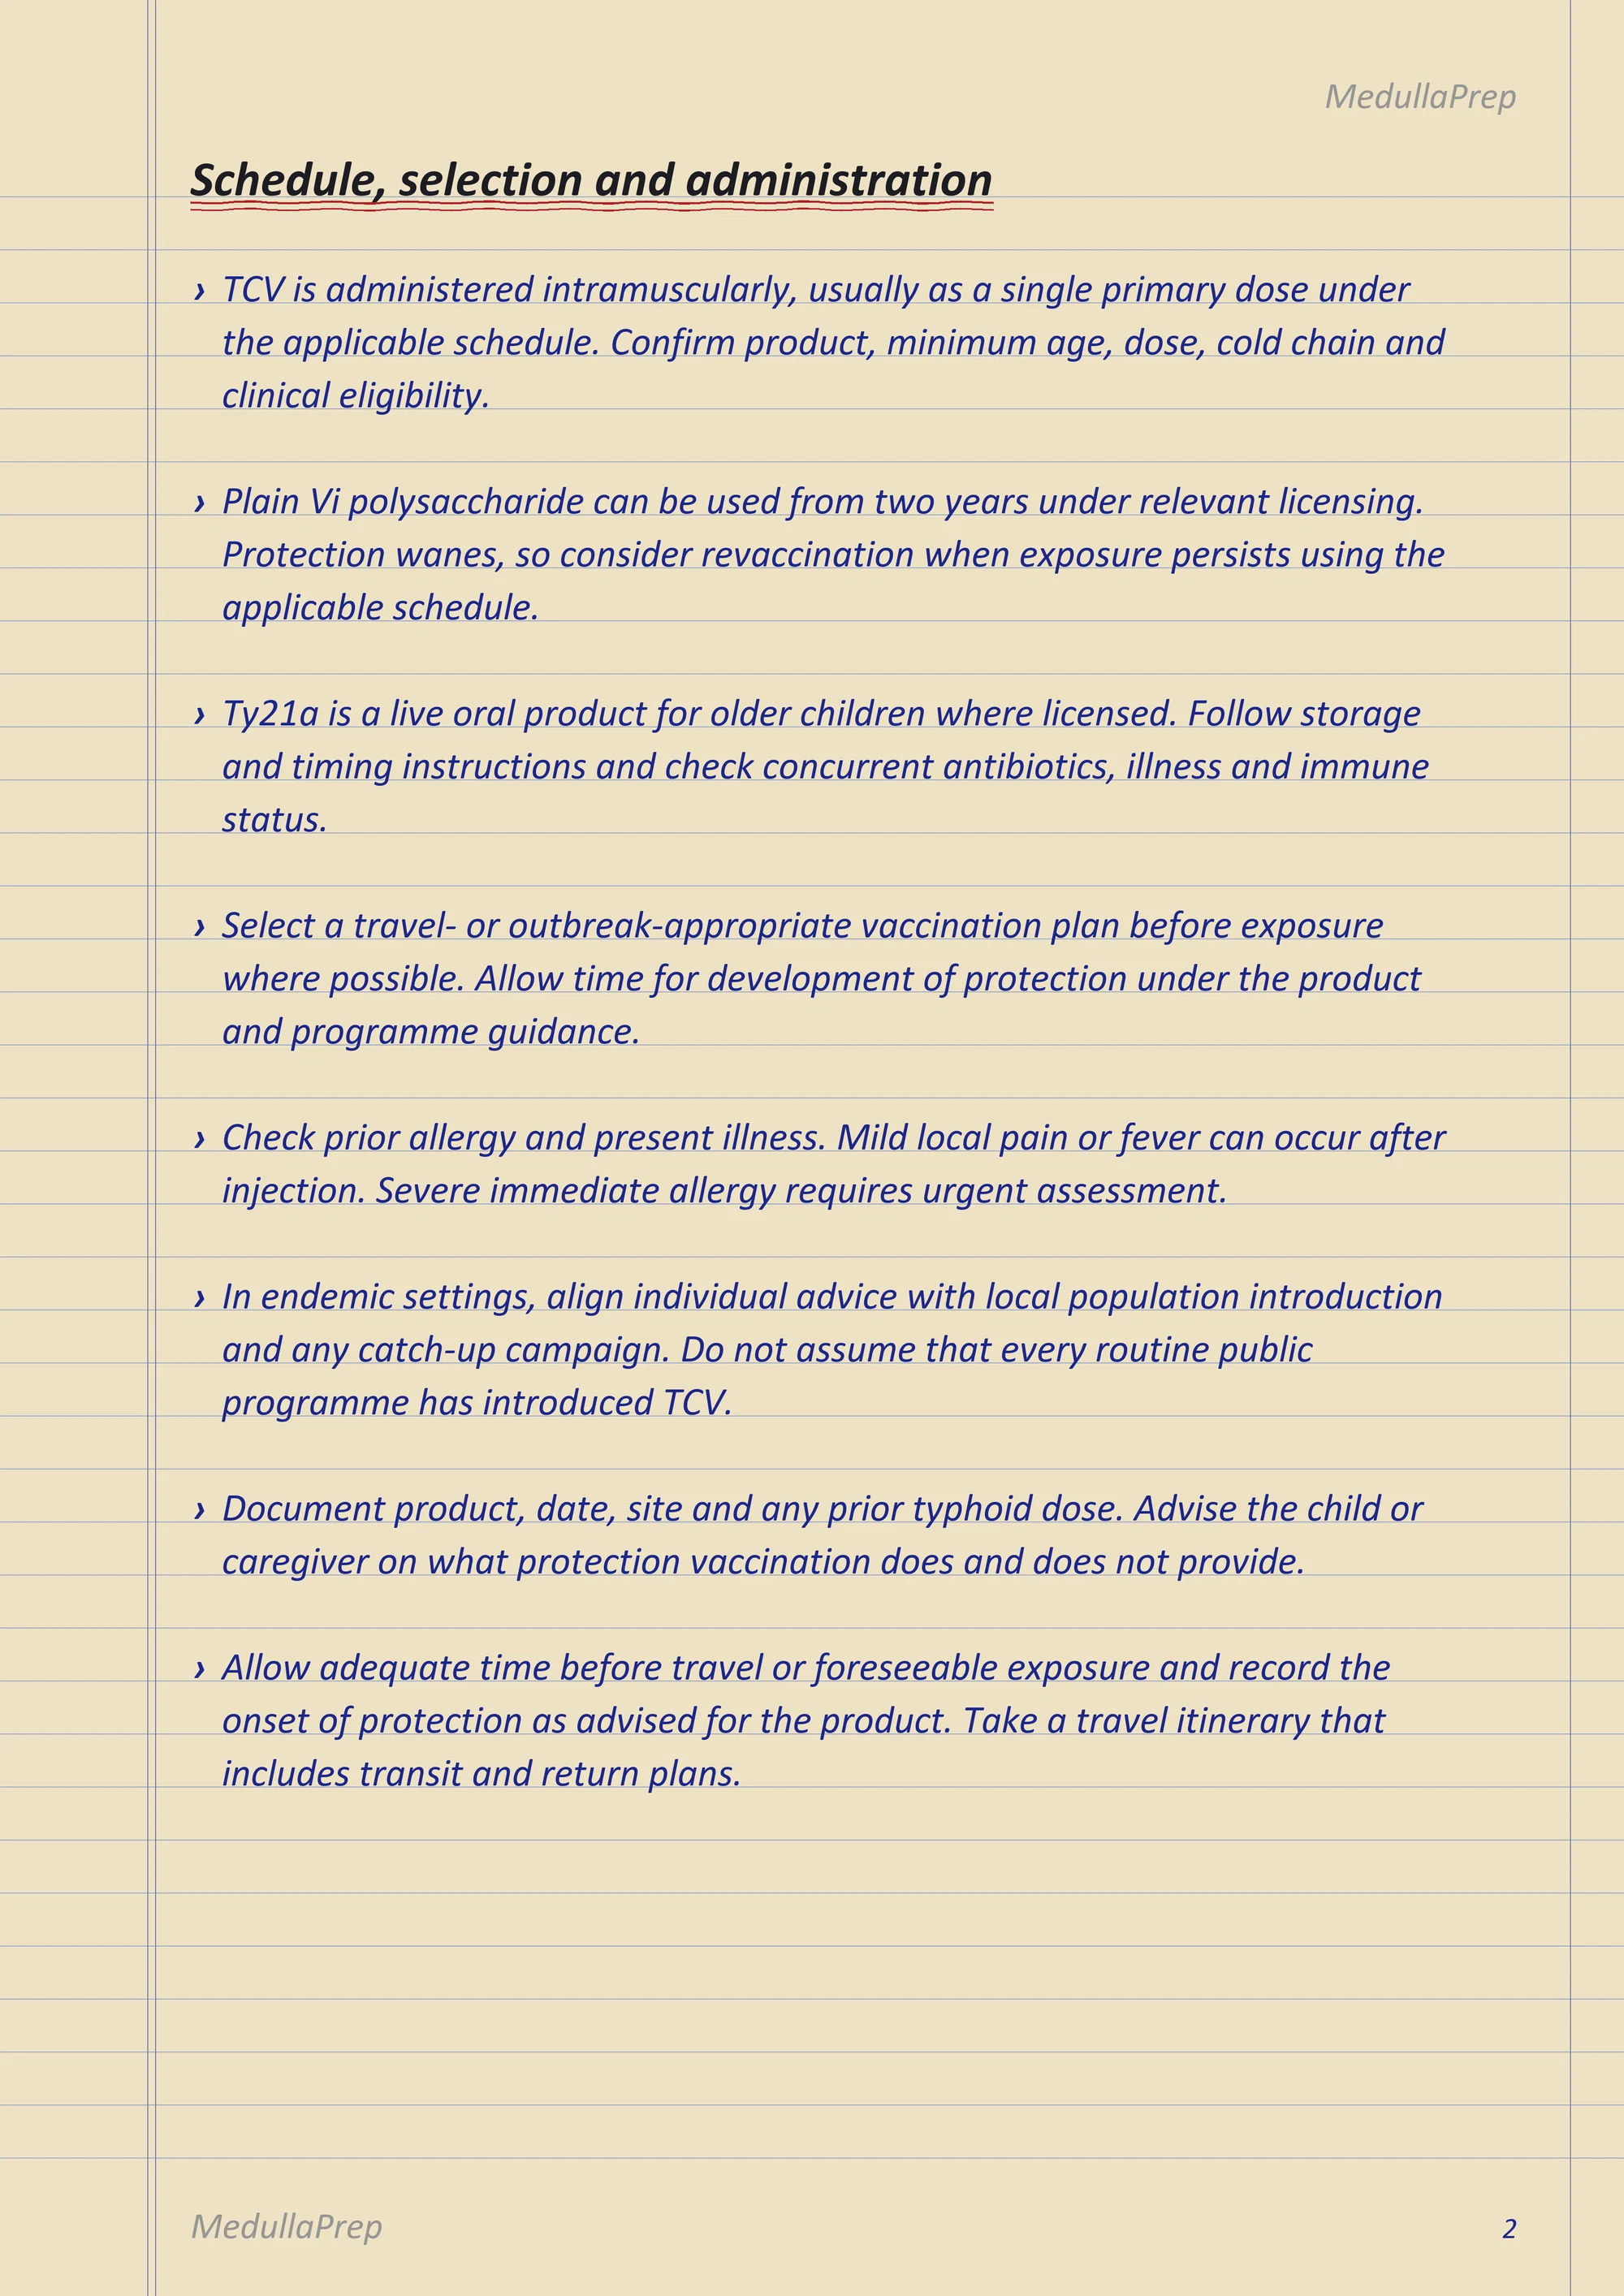 MedullaPrep
Schedule, selection and administration
› TCV is administered intramuscularly, usually as a single primary dose under
the applicable schedule. Confirm product, minimum age, dose, cold chain and
clinical eligibility.
› Plain Vi polysaccharide can be used from two years under relevant licensing.
Protection wanes, so consider revaccination when exposure persists using the
applicable schedule.
› Ty21a is a live oral product for older children where licensed. Follow storage
and timing instructions and check concurrent antibiotics, illness and immune
status.
› Select a travel- or outbreak-appropriate vaccination plan before exposure
where possible. Allow time for development of protection under the product
and programme guidance.
› Check prior allergy and present illness. Mild local pain or fever can occur after
injection. Severe immediate allergy requires urgent assessment.
› In endemic settings, align individual advice with local population introduction
and any catch-up campaign. Do not assume that every routine public
programme has introduced TCV.
› Document product, date, site and any prior typhoid dose. Advise the child or
caregiver on what protection vaccination does and does not provide.
› Allow adequate time before travel or foreseeable exposure and record the
onset of protection as advised for the product. Take a travel itinerary that
includes transit and return plans.
MedullaPrep
2